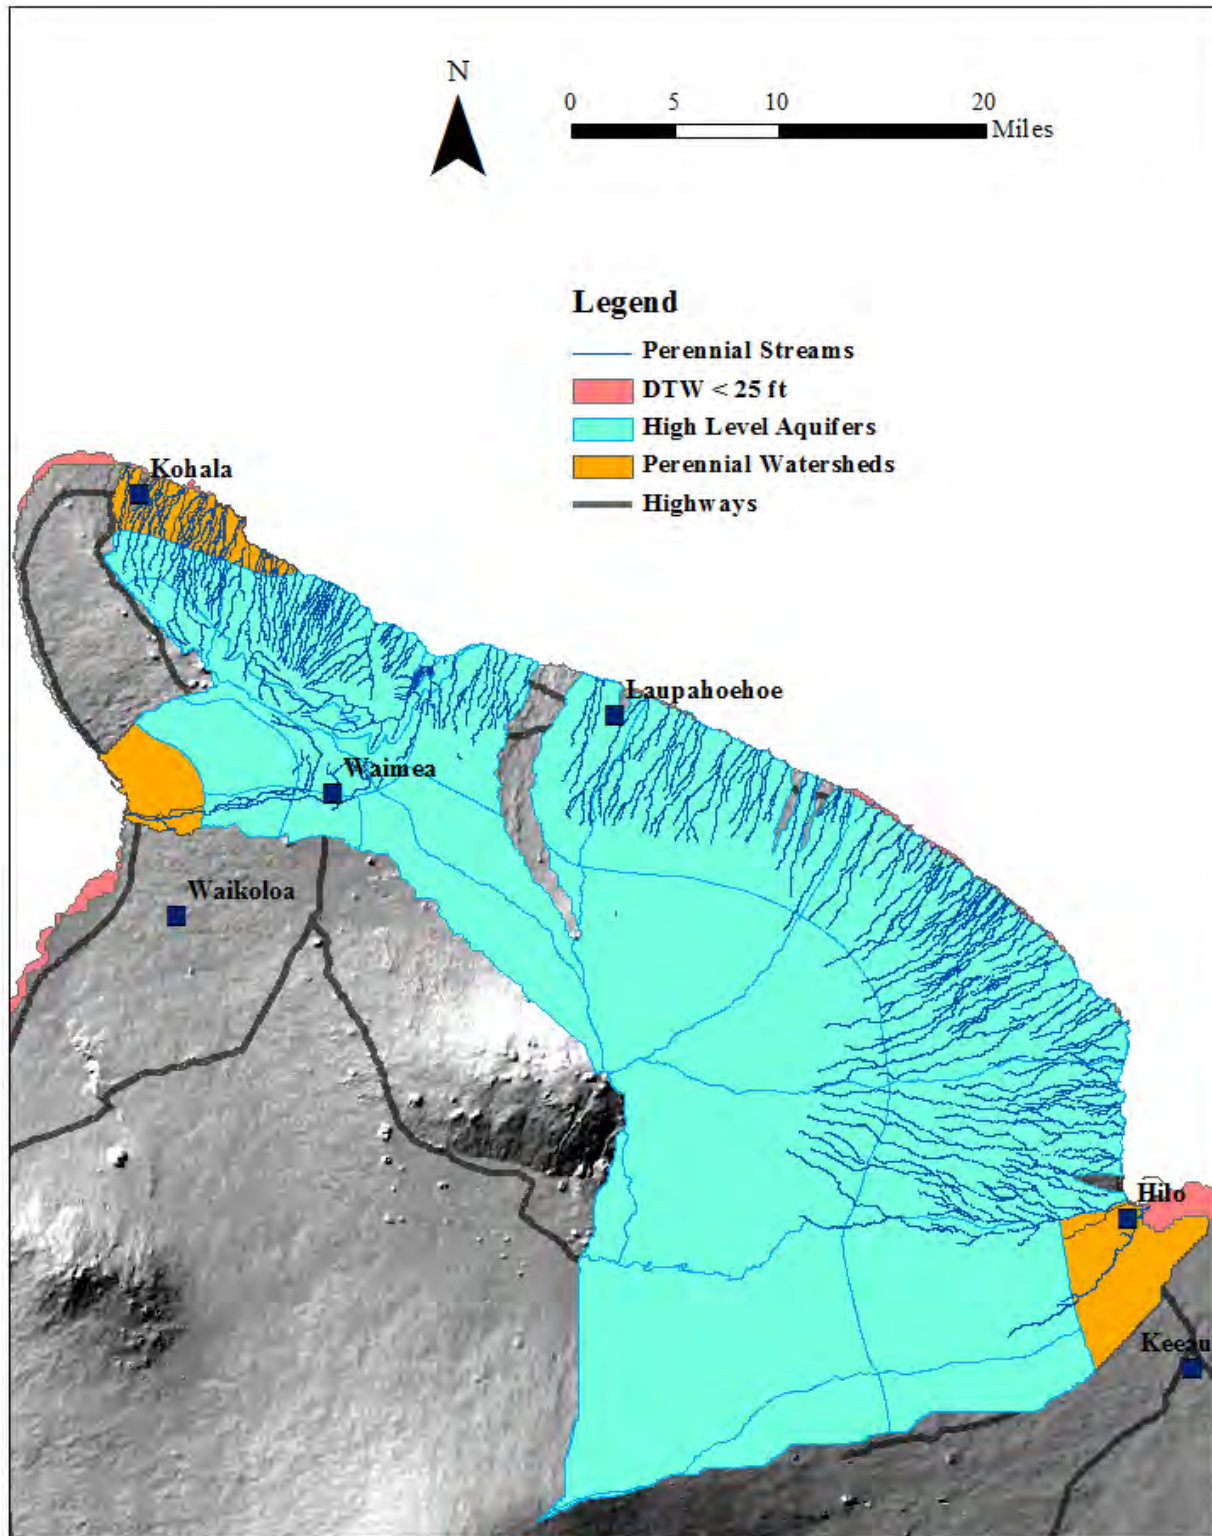 N
0 5 10 20
Miles
Legend
Perennial Streams
DTW < 25 ft
High Level Aquifers
Perennial Watersheds
Highways
Kohala
Laupahoehoe
Waimea
Waikoloa
Hilo
Keeau